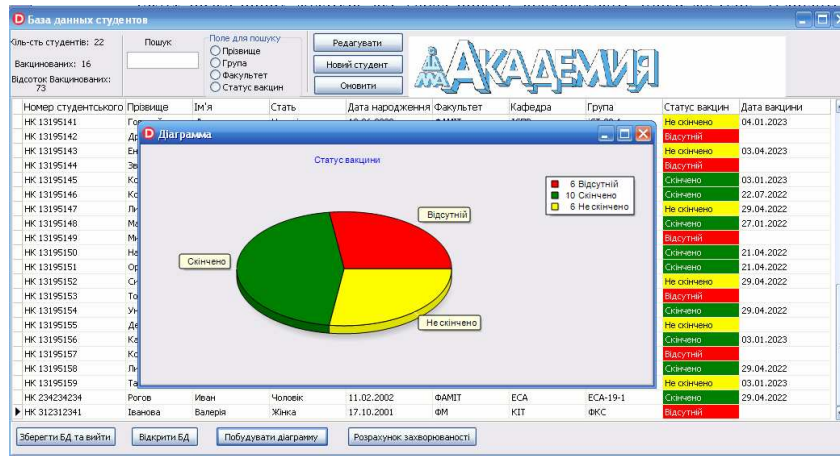 База данных студентов
Кіль-сть студентів: 22
Вакцинованих: 16
Відсоток Вакцинованих:
73
Пошук
Поле для пошуку
Прізвище
Група
Факультет
Статус вакцин
Редагувати
Новий студент
Оновити
АКАДЕМИЯ
Номер студентського Прізвище Ім'я Стать Дата народження Факультет Кафедра Група Статус вакцин Дата вакцини
НК 13195141 Не скінчено 04.01.2023
НК 13195142 Відсутній
НК 13195143 Не скінчено 03.04.2023
НК 13195144 Відсутній
НК 13195145 Скінчено 03.01.2023
НК 13195146 Скінчено 22.07.2022
НК 13195147 Не скінчено 29.04.2022
НК 13195148 Скінчено 27.01.2022
НК 13195149 Відсутній
НК 13195150 Скінчено 21.04.2022
НК 13195151 Скінчено 21.04.2022
НК 13195152 Не скінчено 29.04.2022
НК 13195153 Відсутній
НК 13195154 Скінчено 29.04.2022
НК 13195155 Не скінчено
НК 13195156 Скінчено 03.01.2023
НК 13195157 Відсутній
НК 13195158 Скінчено 29.04.2022
НК 13195159 Не скінчено 03.01.2023
НК 234234234 Рогов Иван Чоловік 11.02.2002 ФАМІТ ЕСА ЕСА-19-1 Скінчено 29.04.2022
НК 312312341 Іванова Валерія Жінка 17.10.2001 ФМ КІТ ФКС Відсутній
Діаграмма
Статус вакцини
6 Відсутній
10 Скінчено
6 Не скінчено
Відсутній
Скінчено
Не скінчено
Зберегти БД та вийти
Відкрити БД
Побудувати діаграмму
Розрахунок захворюваності